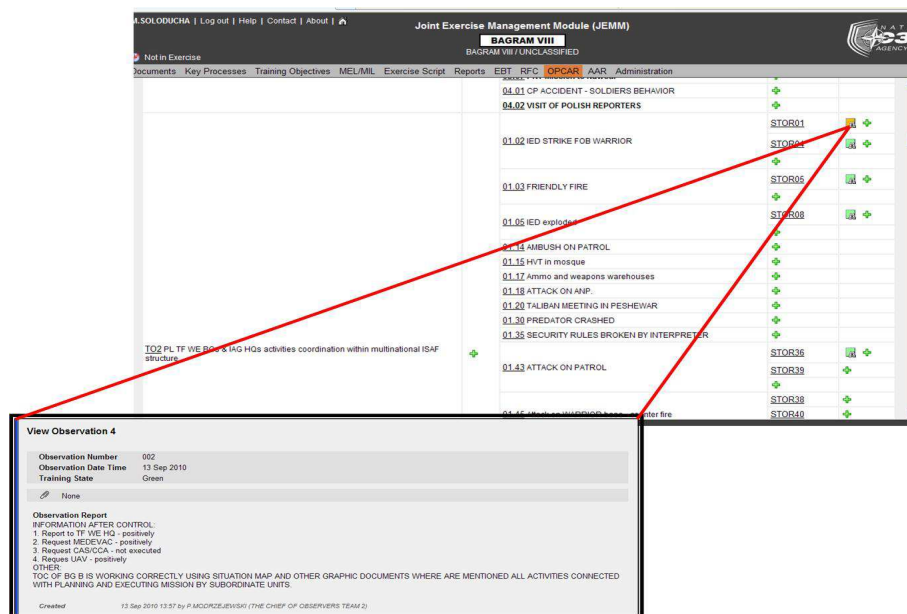 M.SOLODUCHA | Log out | Help | Contact | About |
Joint Exercise Management Module (JEMM)
BAGRAM VIII
BAGRAM VIII / UNCLASSIFIED
Not in Exercise
NAT
AGENCY
Documents Key Processes Training Objectives MEL/MIL Exercise Script Reports EBT RFC OPCAR AAR Administration
04.01 CP ACCIDENT - SOLDIERS BEHAVIOR
04.02 VISIT OF POLISH REPORTERS
STOR01
01.02 IED STRIKE FOB WARRIOR
STOR04
STOR05
01.03 FRIENDLY FIRE
STOR08
01.05 IED exploded
01.14 AMBUSH ON PATROL
01.15 HVT in mosque
01.17 Ammo and weapons warehouses
01.18 ATTACK ON ANP.
01.20 TALIBAN MEETING IN PESHEWAR
01.30 PREDATOR CRASHED
01.35 SECURITY RULES BROKEN BY INTERPRETER
TO2 PL TF WE BGs & IAG HQs activities coordination within multinational ISAF
structure
STOR36
01.43 ATTACK ON PATROL
STOR39
STOR38
WARRIOR fire
STOR40
View Observation 4
Observation Number 002
Observation Date Time 13 Sep 2010
Training State Green
None
Observation Report
INFORMATION AFTER CONTROL:
1. Report to TF WE HQ - positively
2. Request MEDEVAC - positively
3. Request CAS/CCA - not executed
4. Reques UAV - positively
OTHER:
TOC OF BG B IS WORKING CORRECTLY USING SITUATION MAP AND OTHER GRAPHIC DOCUMENTS WHERE ARE MENTIONED ALL ACTIVITIES CONNECTED
WITH PLANNING AND EXECUTING MISSION BY SUBORDINATE UNITS.
Created 13 Sep 2010 13:57 by P.MODRZEJEWSKI (THE CHIEF OF OBSERVERS TEAM 2)